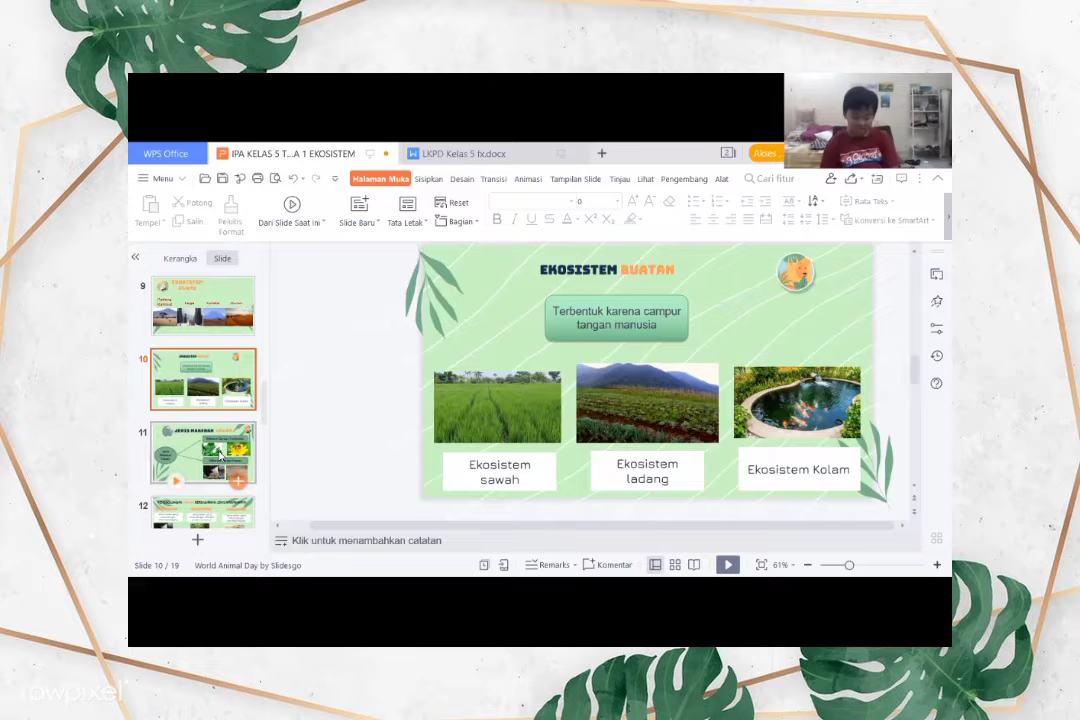 WPS Office
IPA KELAS 5 T...A 1 EKOSISTEM
LKPD Kelas 5 fx.docx
Menu
Halaman Muka
Sisipkan
Desain
Transisi
Animasi
Tampilan Slide
Tinjau
Lihat
Pengembang
Alat
Cari fitur
Tempel
Potong
Salin
Pelukis
Format
Dari Slide Saat Ini
Slide Baru
Tata Letak
Reset
Bagian
0
Rata Teks
Konversi ke SmartArt
Kerangka
Slide
9
10
11
12
EKOSISTEM BUATAN
Terbentuk karena campur
tangan manusia
Ekosistem
sawah
Ekosistem
ladang
Ekosistem Kolam
Klik untuk menambahkan catatan
Slide 10 / 19
World Animal Day by Slidesgo
Remarks
Komentar
61%
rawpixel